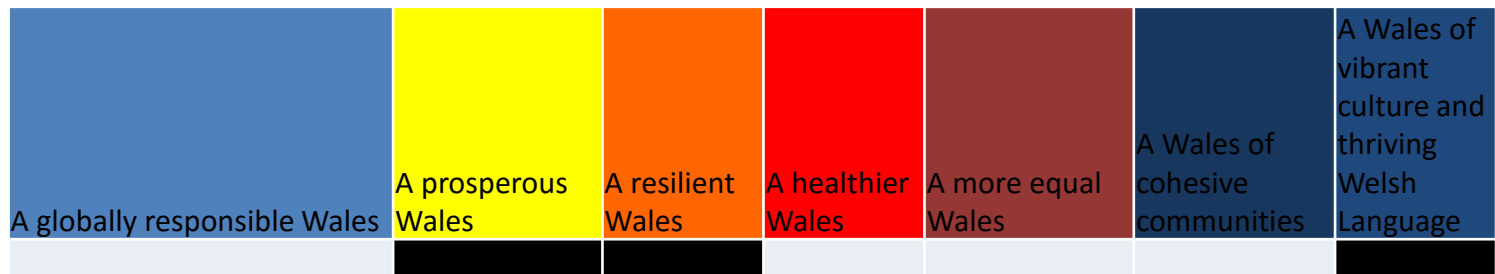 A globally responsible Wales
A prosperous
Wales
A resilient
Wales
A healthier
Wales
A more equal
Wales
A Wales of
cohesive
communities
A Wales of
vibrant
culture and
thriving
Welsh
Language